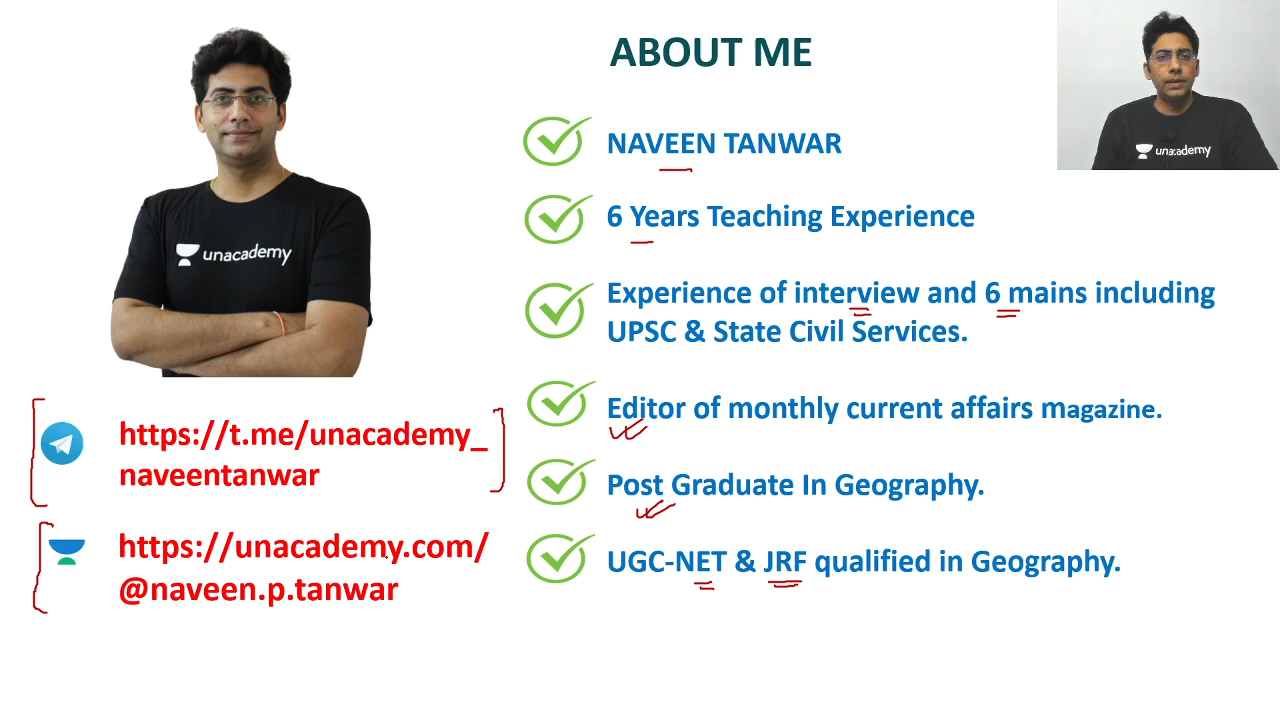 ABOUT ME
unacademy
NAVEEN TANWAR
6 Years Teaching Experience
unacademy
Experience of interview and 6 mains including
UPSC & State Civil Services.
Editor of monthly current affairs magazine.
https://t.me/unacademy_
naveentanwar
Post Graduate In Geography.
https://unacademy.com/
@naveen.p.tanwar
UGC-NET & JRF qualified in Geography.